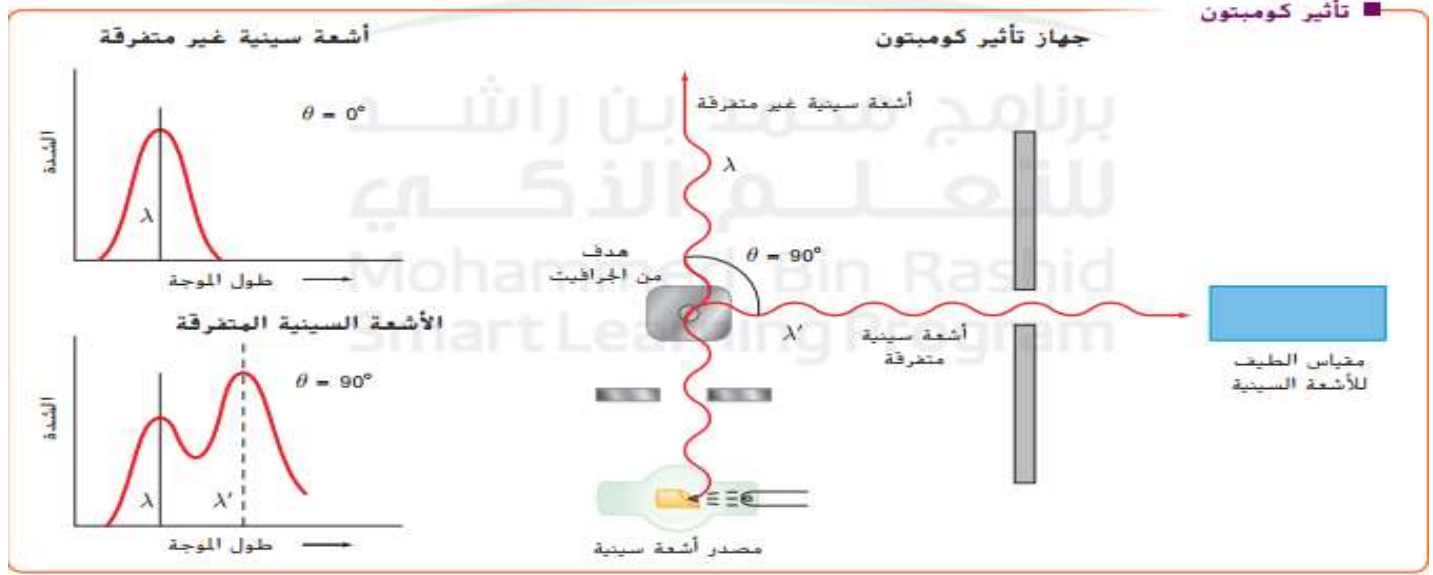 تأثير كومبتون
جهاز تأثير كومبتون
أشعة سينية غير متفرقة
λ
هدف
من الجرافيت
θ = 90°
λ'
أشعة سينية
متفرقة
مقياس الطيف
للأشعة السينية
مصدر أشعة سينية
أشعة سينية غير متفرقة
θ = 0°
الشدة
λ
طول الموجة
الأشعة السينية المتفرقة
θ = 90°
الشدة
λ
λ'
طول الموجة
برنامج محمد بن راشد
للتعلم الذكي
Mohammed Bin Rashid
Smart Learning Program